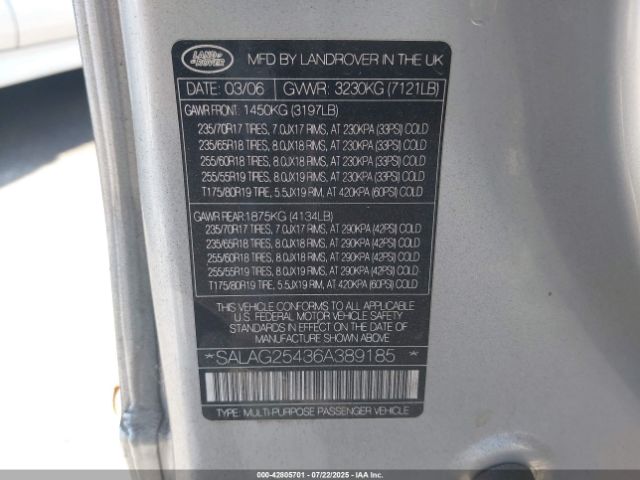 LAND ROVER
MFD BY LANDROVER IN THE UK
DATE: 03/06 GVWR: 3230KG (7121LB)
GAWR FRONT: 1450KG (3197LB)
235/70R17 TIRES, 7.0JX17 RIMS, AT 230KPA (33PSI) COLD
235/65R18 TIRES, 8.0JX18 RIMS, AT 230KPA (33PSI) COLD
255/60R18 TIRES, 8.0JX18 RIMS, AT 230KPA (33PSI) COLD
255/55R19 TIRES, 8.0JX19 RIMS, AT 230KPA (33PSI) COLD
T175/80R19 TIRE, 5.5JX19 RIM, AT 420KPA (60PSI) COLD
GAWR REAR: 1875KG (4134LB)
235/70R17 TIRES, 7.0JX17 RIMS, AT 290KPA (42PSI) COLD
235/65R18 TIRES, 8.0JX18 RIMS, AT 290KPA (42PSI) COLD
255/60R18 TIRES, 8.0JX18 RIMS, AT 290KPA (42PSI) COLD
255/55R19 TIRES, 8.0JX19 RIMS, AT 290KPA (42PSI) COLD
T175/80R19 TIRE, 5.5JX19 RIM, AT 420KPA (60PSI) COLD
THIS VEHICLE CONFORMS TO ALL APPLICABLE
U.S. FEDERAL MOTOR VEHICLE SAFETY
STANDARDS IN EFFECT ON THE DATE OF
MANUFACTURE SHOWN ABOVE
*SALAG25436A389185*
TYPE: MULTI-PURPOSE PASSENGER VEHICLE
000-42805701 - 07/22/2025 - IAAI.COM